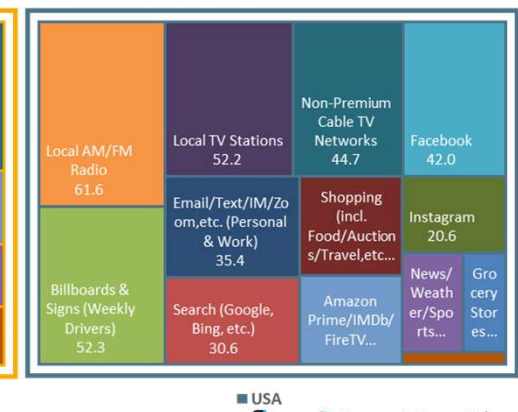 Local AM/FM
Radio
61.6
Billboards &
Signs (Weekly
Drivers)
52.3
Local TV Stations
52.2
Non-Premium
Cable TV
Networks
44.7
Facebook
42.0
Email/Text/IM/Zo
om,etc. (Personal
& Work)
35.4
Shopping
(incl.
Food/Auction
s/Travel,etc...
Instagram
20.6
Search (Google,
Bing, etc.)
30.6
Amazon
Prime/IMDb/
FireTV...
News/
Weath
er/Spo
rts...
Gro
cery
Stor
es...
USA